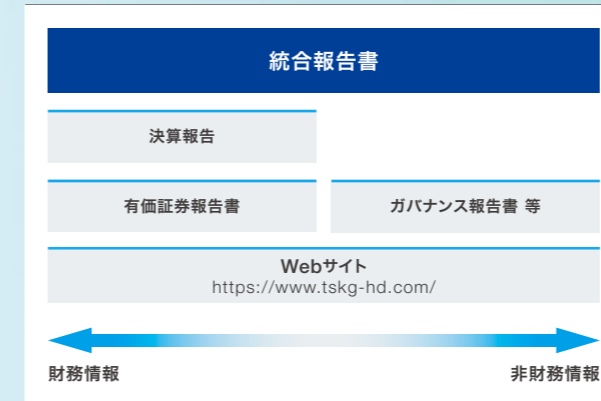 統合報告書
決算報告
有価証券報告書
ガバナンス報告書 等
Webサイト
https://www.tskg-hd.com/
財務情報
非財務情報